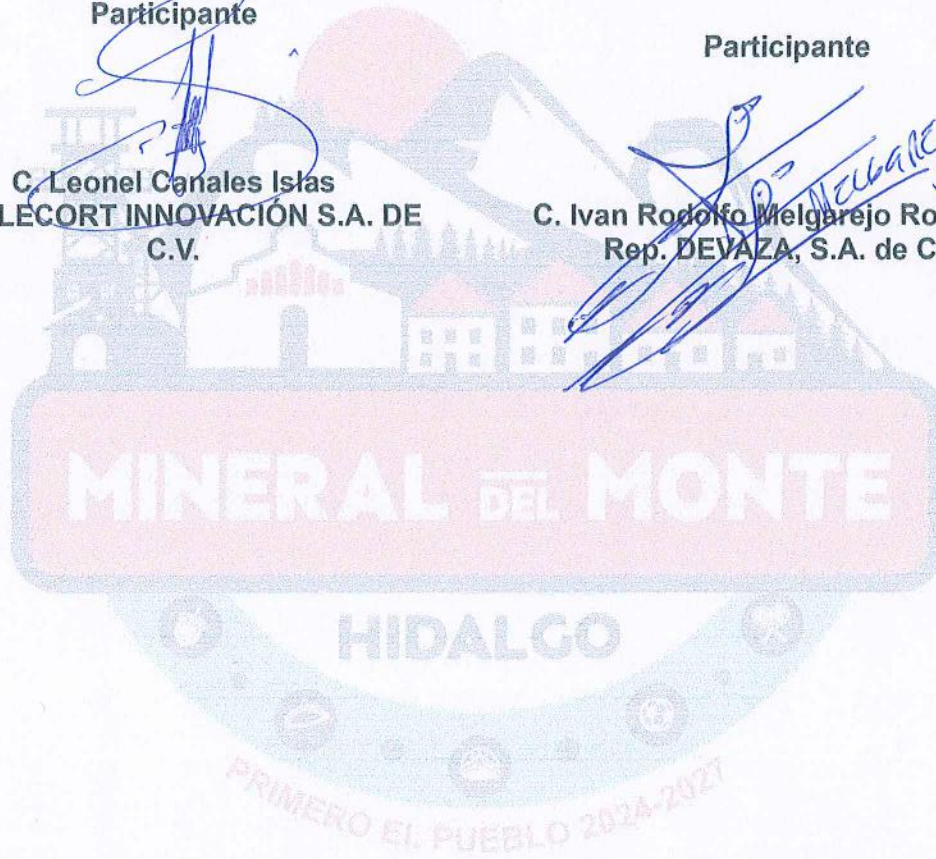 Participante
C. Leonel Canales Islas
LECORT INNOVACIÓN S.A. DE
C.V.
Participante
C. Ivan Rodolfo Melgarejo Ro
Rep. DEVAZA, S.A. de C
MINERAL DEL MONTE
HIDALGO
PRIMERO EL PUEBLO 2024-2027